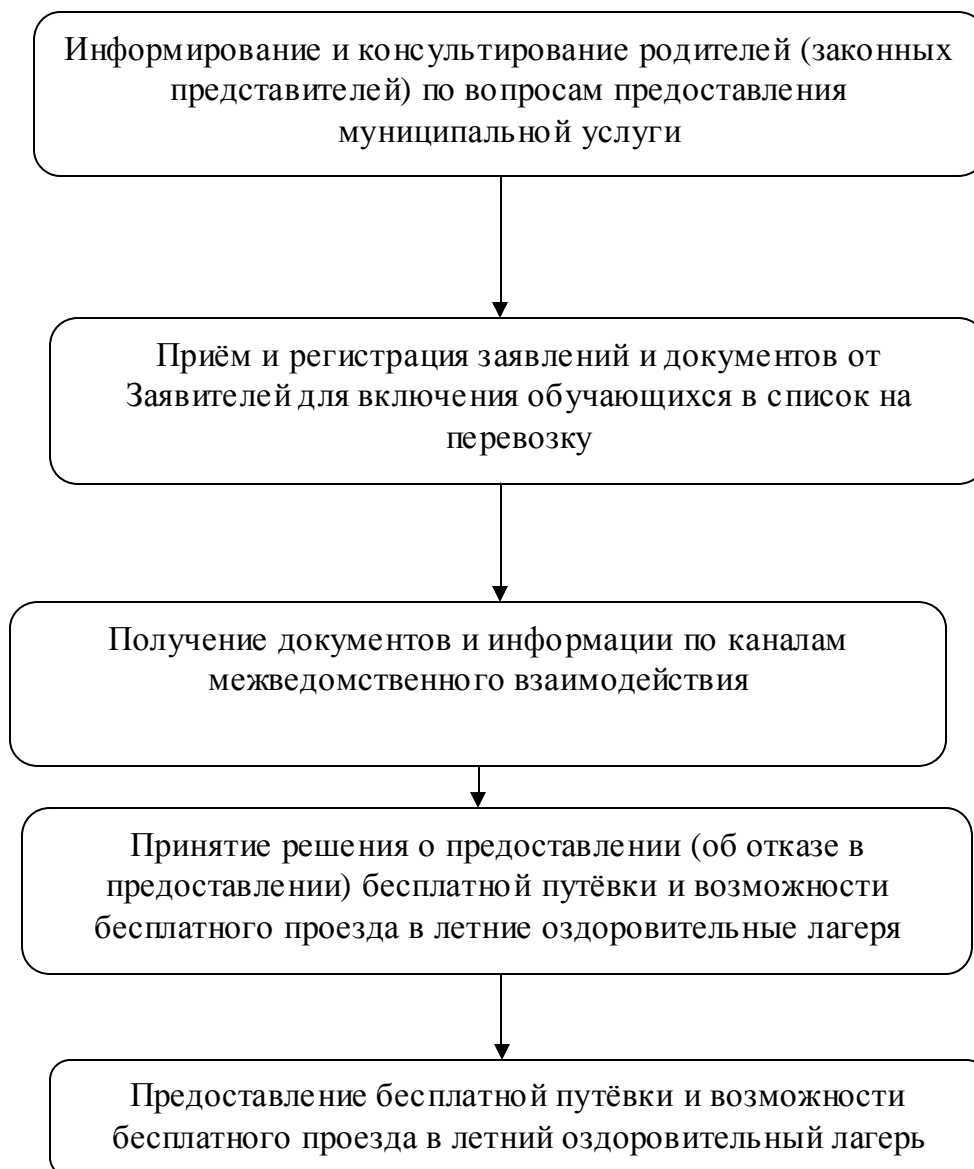 Информирование и консультирование родителей (законных
представителей) по вопросам предоставления
муниципальной услуги
Приём и регистрация заявлений и документов от
Заявителей для включения обучающихся в список на
перевозку
Получение документов и информации по каналам
межведомственного взаимодействия
Принятие решения о предоставлении (об отказе в
предоставлении) бесплатной путёвки и возможности
бесплатного проезда в летние оздоровительные лагеря
Предоставление бесплатной путёвки и возможности
бесплатного проезда в летний оздоровительный лагерь